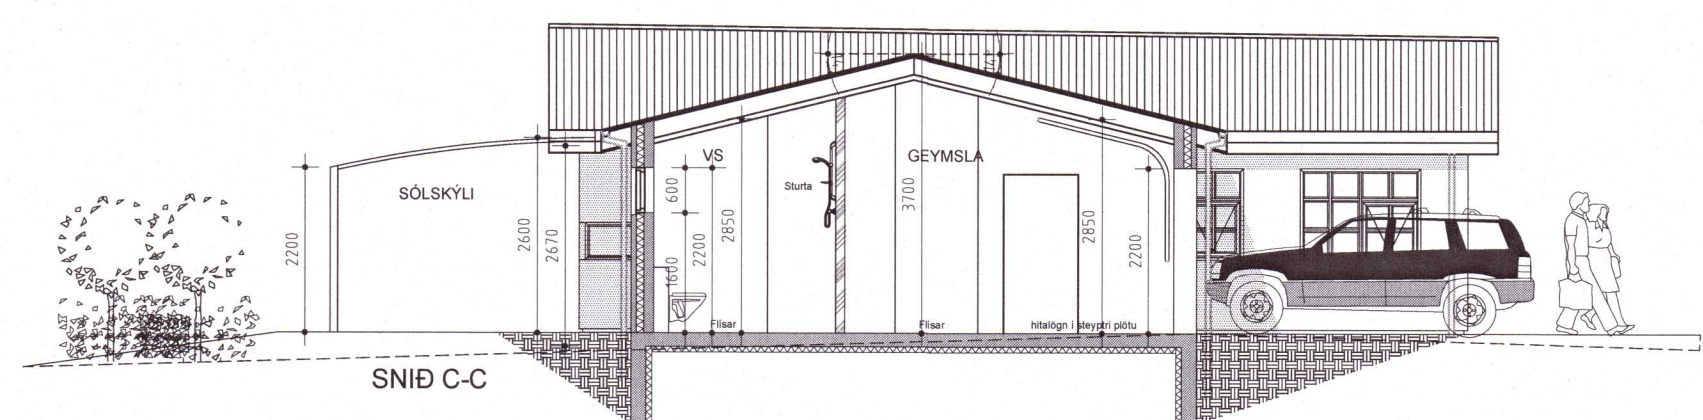 VS
GEYMSLA
SÓLSKÝLI
Sturta
600
3700
2850
2850
2600
2670
2200
2200
2200
1600
Flísar
Flísar
hitalögn í steyptri plötu
SNIÐ C-C